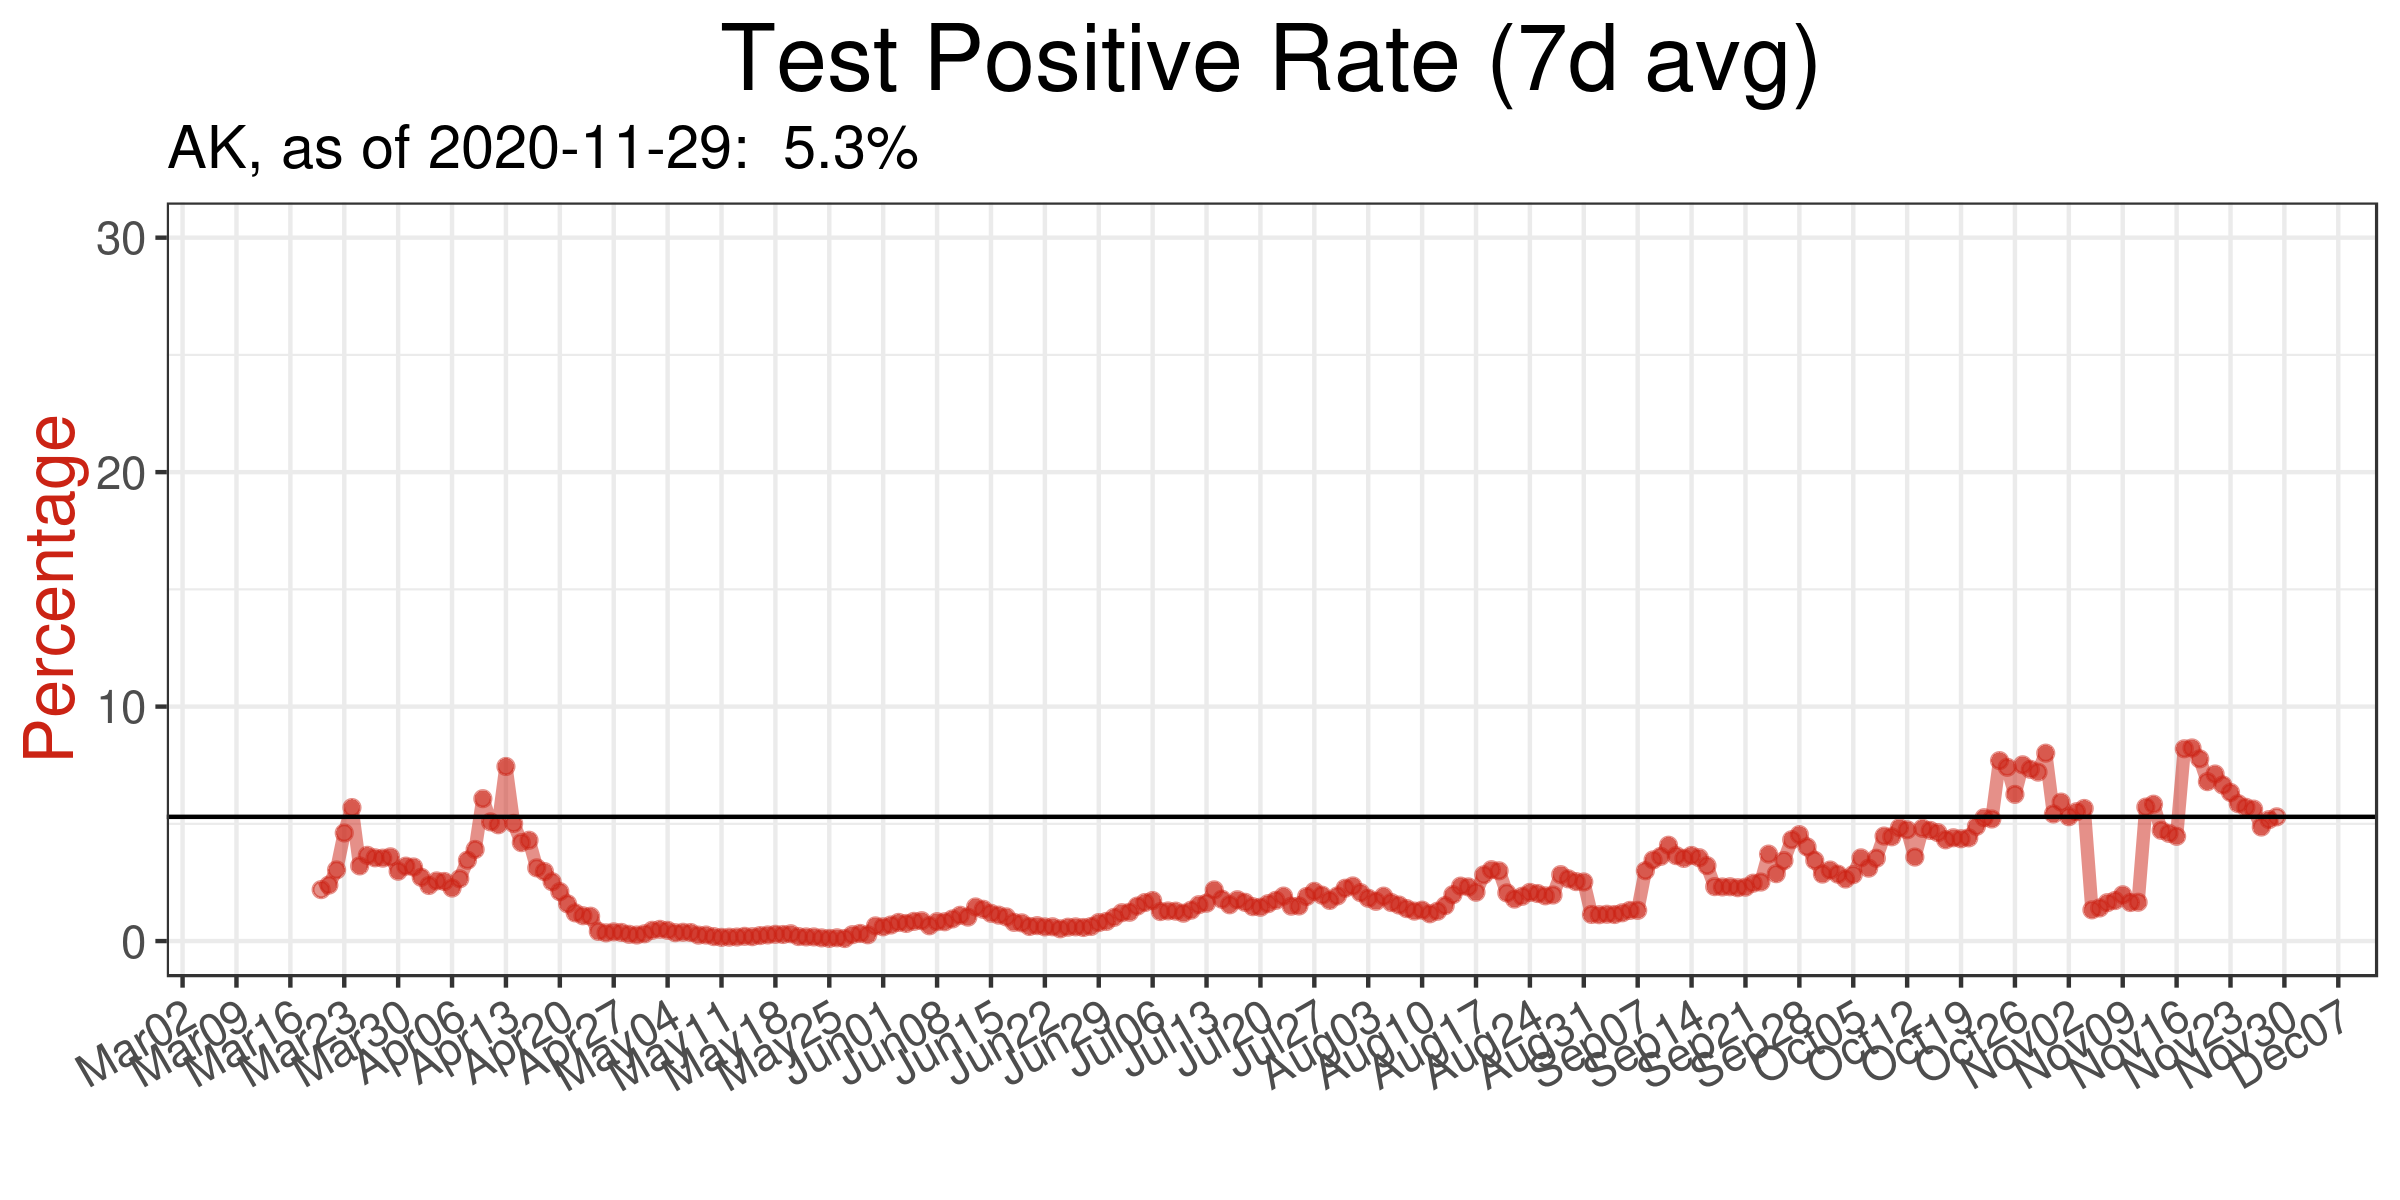 Test Positive Rate (7d avg)
AK, as of 2020-11-29:  5.3%
Percentage
30
20
10
0
Mar02
Mar09
Mar16
Mar23
Mar30
Apr06
Apr13
Apr20
Apr27
May04
May11
May18
May25
Jun01
Jun08
Jun15
Jun22
Jun29
Jul06
Jul13
Jul20
Jul27
Aug03
Aug10
Aug17
Aug24
Aug31
Sep07
Sep14
Sep21
Sep28
Oct05
Oct12
Oct19
Oct26
Nov02
Nov09
Nov16
Nov23
Nov30
Dec07